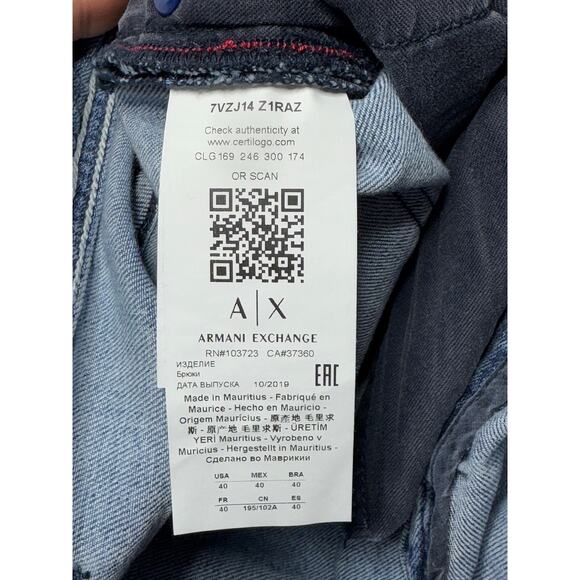 7VZJ14 Z1RAZ
Check authenticity at
www.certilogo.com
CLG 169 246 300 174
OR SCAN
A|X
ARMANI EXCHANGE
RN#103723 CA#37360
ИЗДЕЛИЕ
Брюки
ДАТА ВЫПУСКА 10/2019
EAC
Made in Mauritius - Fabriqué en
Maurice - Hecho en Mauricio -
Origem Maurícius - 原產地 毛里求
斯 - 原产地 毛里求斯 - ÜRETİM
YERİ Mauritius - Vyrobeno v
Muricius - Hergestellt in Mauritius -
Сделано во Маврикии
USA MEX BRA
40 40 40
FR CN ES
40 195/102A 40